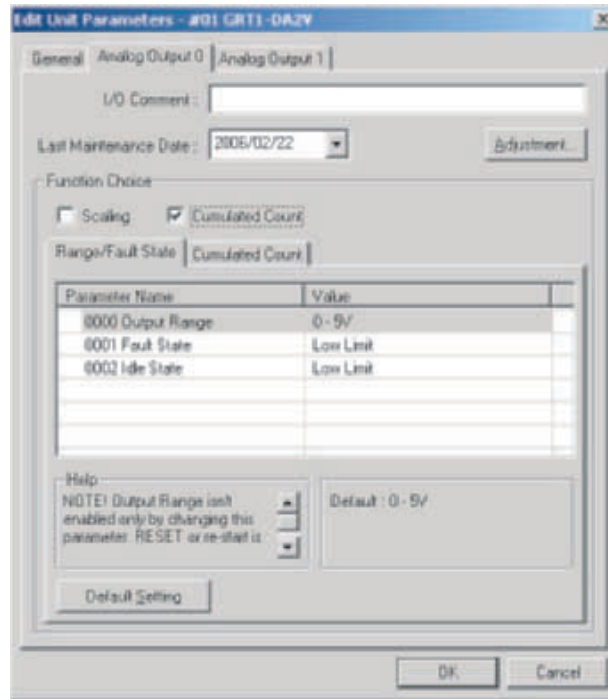 Edit Unit Parameters - #01 GRT1-DA2V
General Analog Output 0 Analog Output 1
I/O Comment :
Last Maintenance Date : 2006/02/22 Adjustment...
Function Choice
Scaling Cumulated Count
Range/Fault State Cumulated Count
Parameter Name Value
0000 Output Range 0 - 5V
0001 Fault State Low Limit
0002 Idle State Low Limit
Help
NOTE! Output Range isn't
enabled only by changing this
parameter. RESET or re-start is
Default : 0 - 5V
Default Setting
OK Cancel